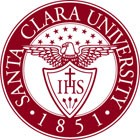 SANTA CLARA UNIVERSITY
IHS
• 1851 •